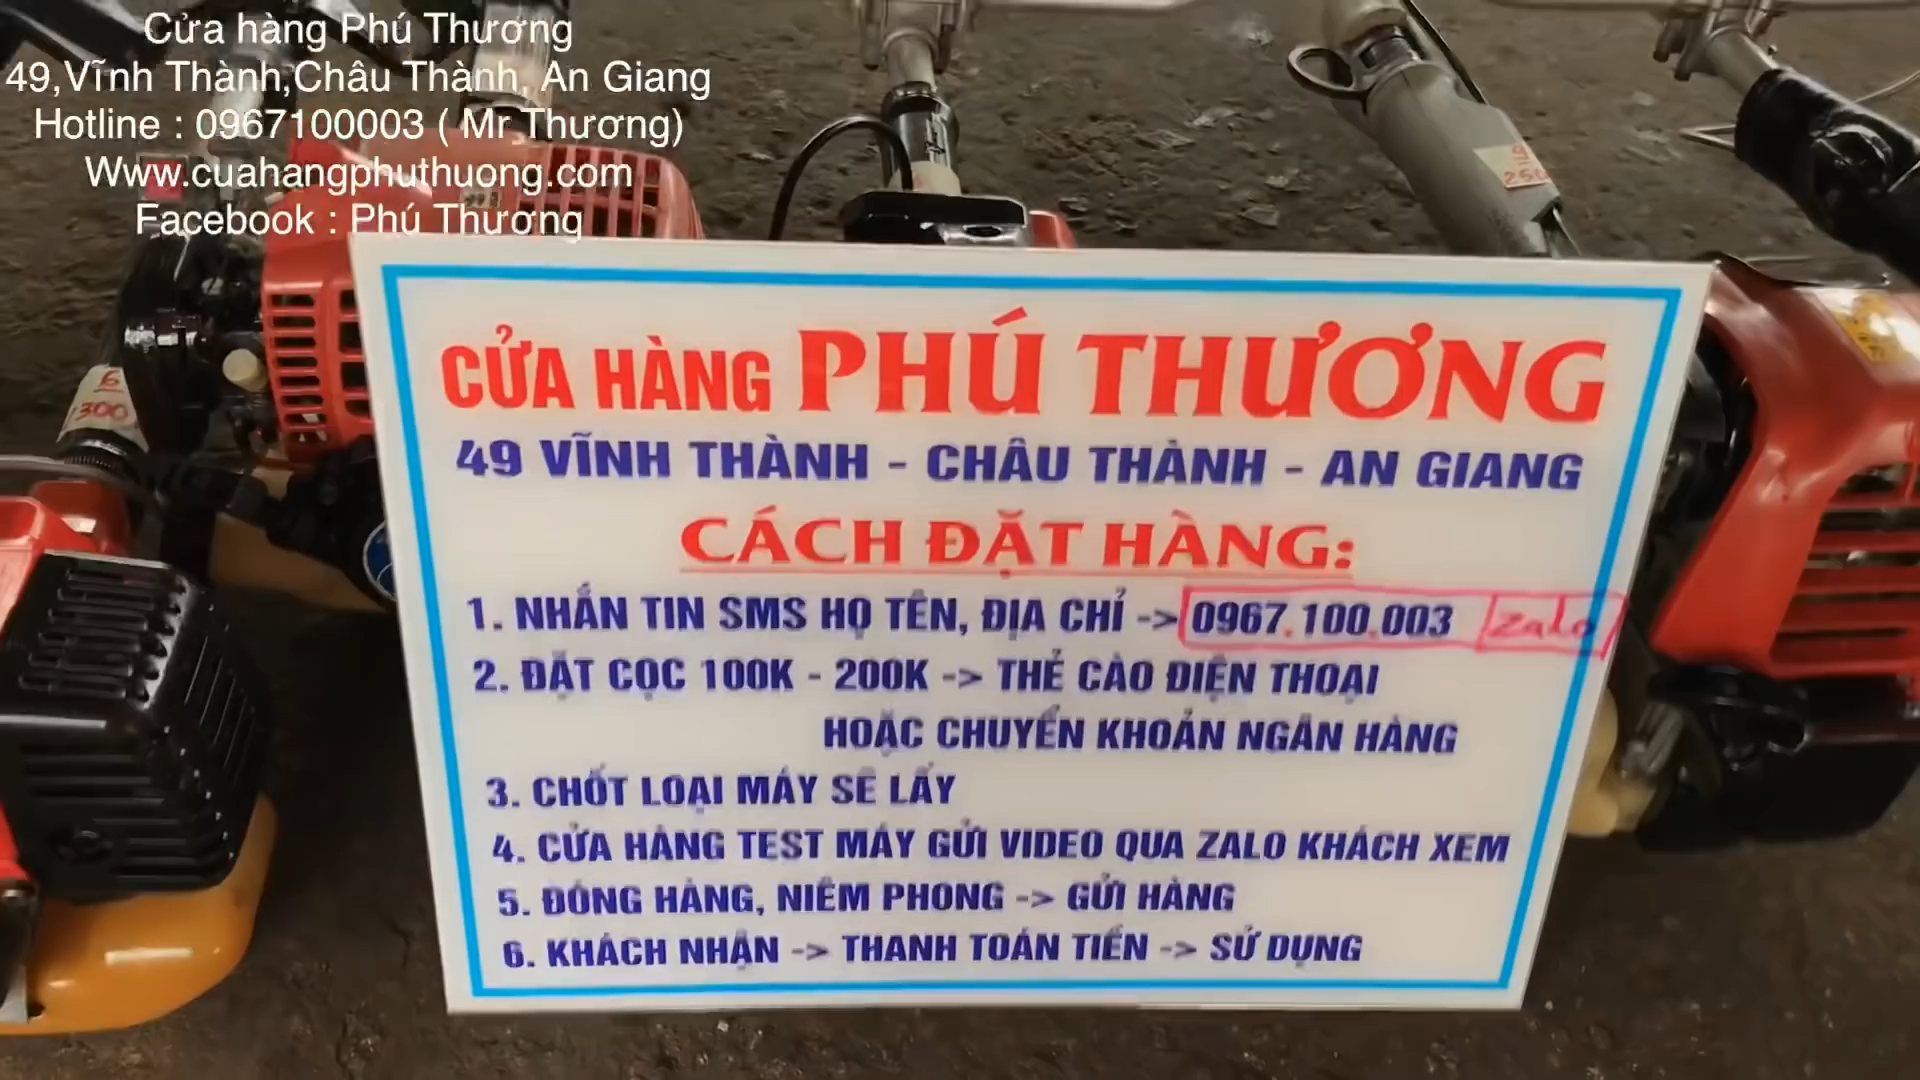 Cửa hàng Phú Thương
49,Vĩnh Thành,Châu Thành, An Giang
Hotline : 0967100003 ( Mr Thương)
Www.cuahangphuthuong.com
Facebook : Phú Thương
CỬA HÀNG PHÚ THƯƠNG
49 VĨNH THÀNH - CHÂU THÀNH - AN GIANG
CÁCH ĐẶT HÀNG:
1. NHẮN TIN SMS HỌ TÊN, ĐỊA CHỈ -> 0967.100.003 Zalo
2. ĐẶT CỌC 100K - 200K -> THẺ CÀO ĐIỆN THOẠI
HOẶC CHUYỂN KHOẢN NGÂN HÀNG
3. CHỐT LOẠI MÁY SẼ LẤY
4. CỬA HÀNG TEST MÁY GỬI VIDEO QUA ZALO KHÁCH XEM
5. ĐÓNG HÀNG, NIÊM PHONG -> GỬI HÀNG
6. KHÁCH NHẬN -> THANH TOÁN TIỀN -> SỬ DỤNG
6
1300